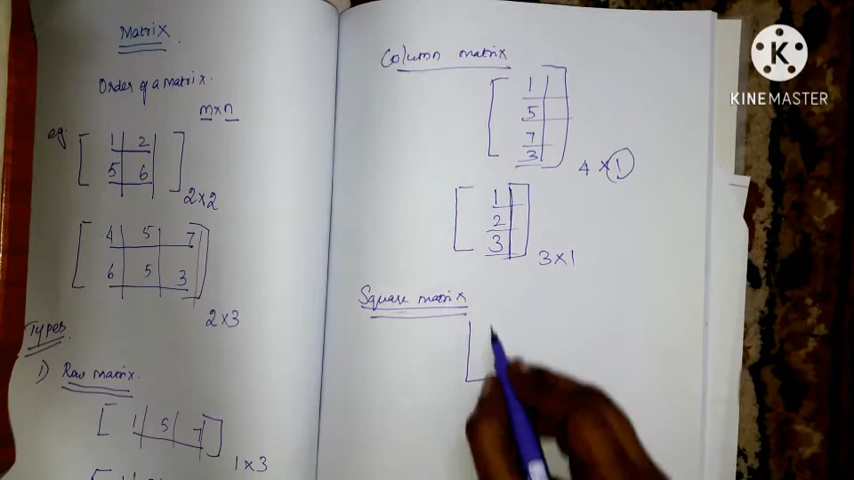 Matrix
Order of a matrix.
m×n
eg:
1 2
5 6
2×2
4 5 7
6 5 3
2×3
Types
1) Row matrix.
1 5 7
1×3
Column matrix
1
5
7
3
4×1
1
2
3
3×1
Square matrix
K
KINEMASTER